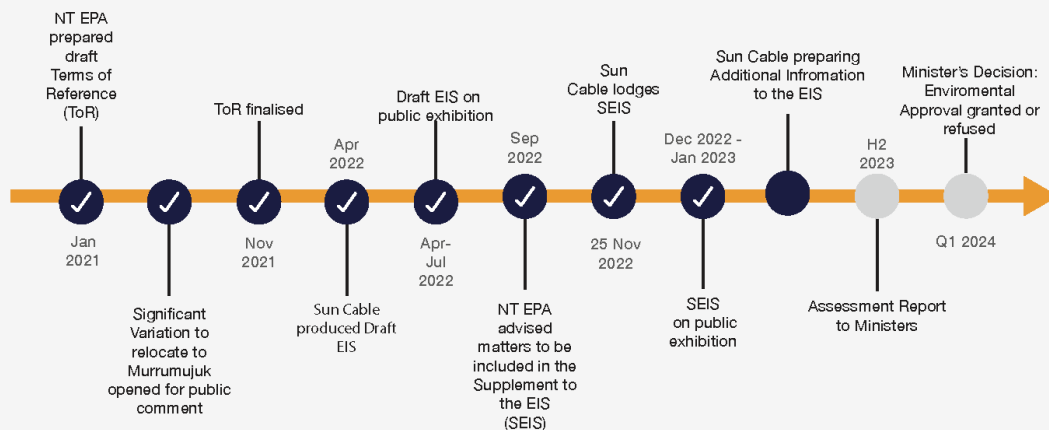 NT EPA
prepared
draft
Terms of
Reference
(ToR)
Jan
2021
Significant
Variation to
relocate to
Murrumujuk
opened for public
comment
ToR finalised
Nov
2021
Apr
2022
Sun Cable
produced Draft
EIS
Draft EIS on
public exhibition
Apr-
Jul
2022
Sep
2022
NT EPA
advised
matters to be
included in the
Supplement to
the EIS
(SEIS)
Sun
Cable lodges
SEIS
25 Nov
2022
Dec 2022 -
Jan 2023
SEIS
on public
exhibition
Sun Cable preparing
Additional Infromation
to the EIS
H2
2023
Assessment Report
to Ministers
Minister's Decision:
Enviromental
Approval granted or
refused
Q1 2024